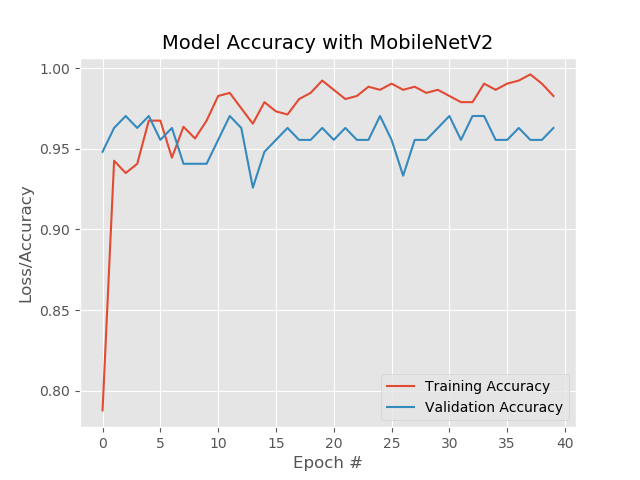 Model Accuracy with MobileNetV2
1.00
0.95
0.90
0.85
0.80
Loss/Accuracy
Training Accuracy
Validation Accuracy
0 5 10 15 20 25 30 35 40
Epoch #